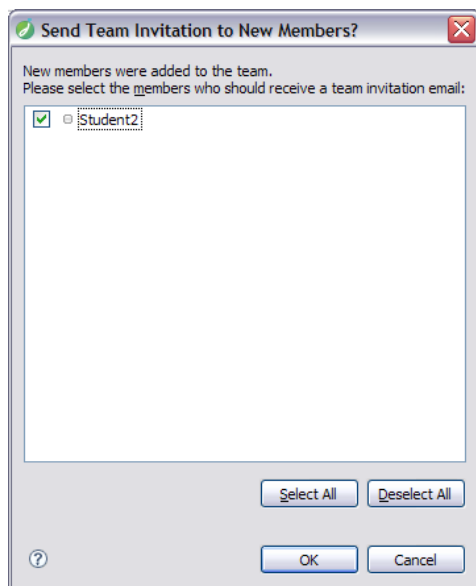 Send Team Invitation to New Members?
New members were added to the team.
Please select the members who should receive a team invitation email:
Student2
Select All
Deselect All
OK
Cancel